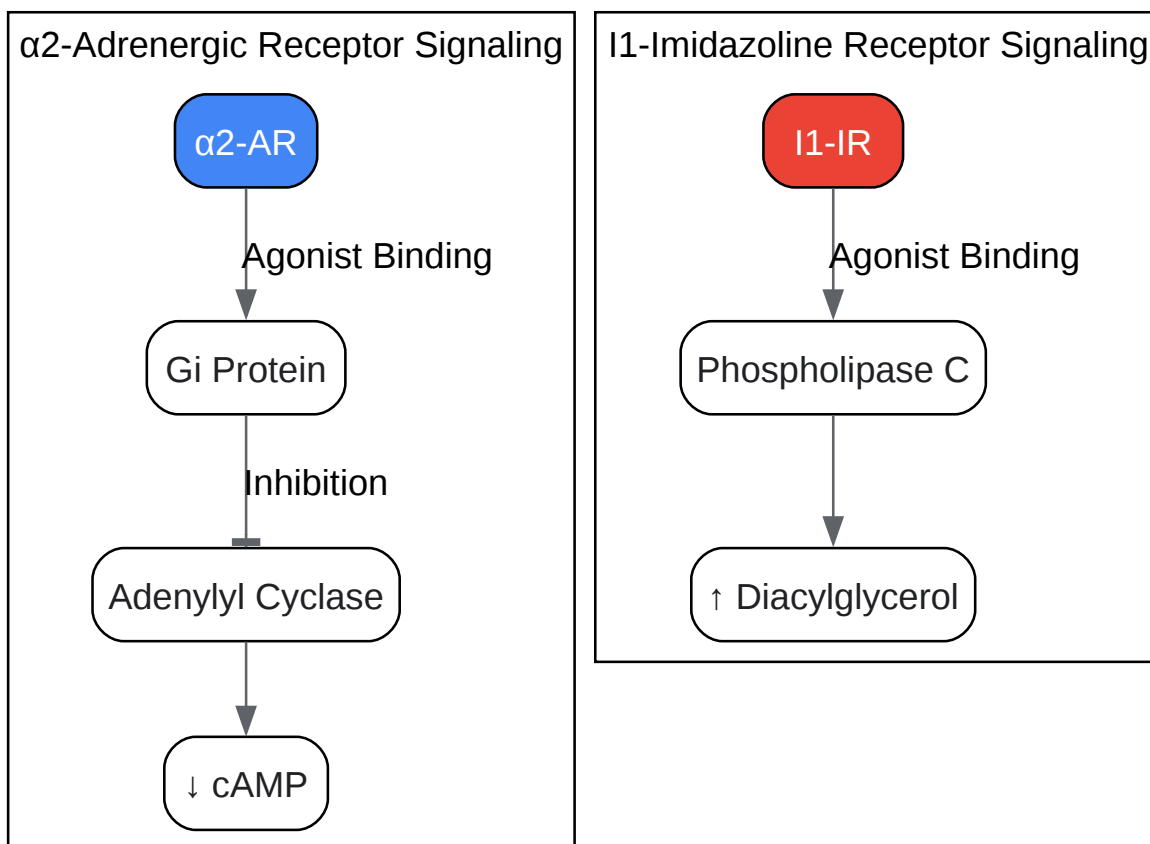 α2-Adrenergic Receptor Signaling
α2-AR
Agonist Binding
Gi Protein
Inhibition
Adenylyl Cyclase
↓ cAMP
I1-Imidazoline Receptor Signaling
I1-IR
Agonist Binding
Phospholipase C
↑ Diacylglycerol